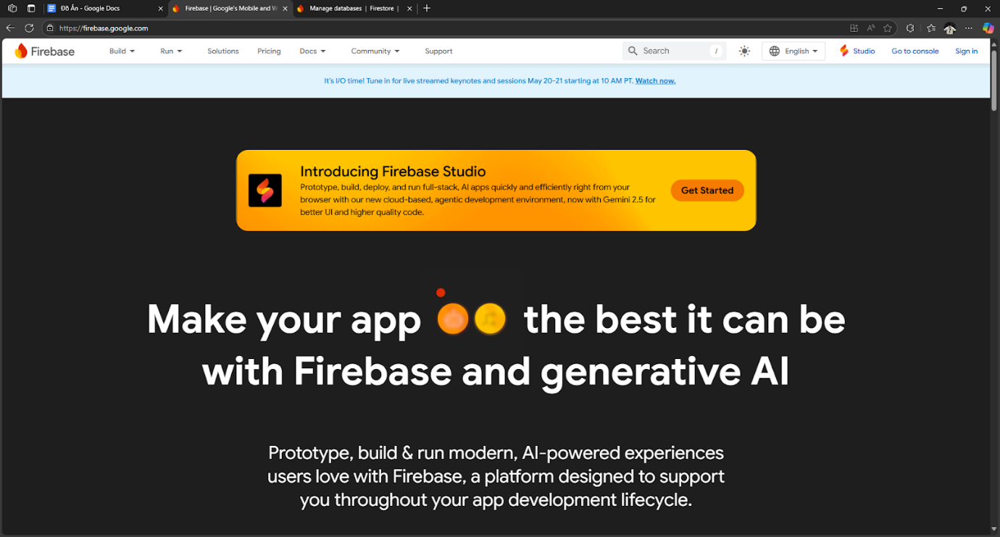 Đồ Án - Google Docs
Firebase | Google's Mobile and W
Manage databases | Firestore |
https://firebase.google.com
Firebase
Build
Run
Solutions
Pricing
Docs
Community
Support
Search
/
English
Studio
Go to console
Sign in
It's I/O time! Tune in for live streamed keynotes and sessions May 20-21 starting at 10 AM PT. Watch now.
Introducing Firebase Studio
Prototype, build, deploy, and run full-stack, AI apps quickly and efficiently right from your
browser with our new cloud-based, agentic development environment, now with Gemini 2.5 for
better UI and higher quality code.
Get Started
Make your app the best it can be
with Firebase and generative AI
Prototype, build & run modern, AI-powered experiences
users love with Firebase, a platform designed to support
you throughout your app development lifecycle.